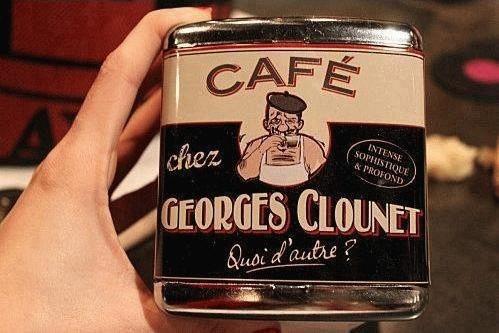 CAFÉ
chez
INTENSE
SOPHISTIQUÉ
& PROFOND
GEORGES CLOUNET
Quoi d'autre ?